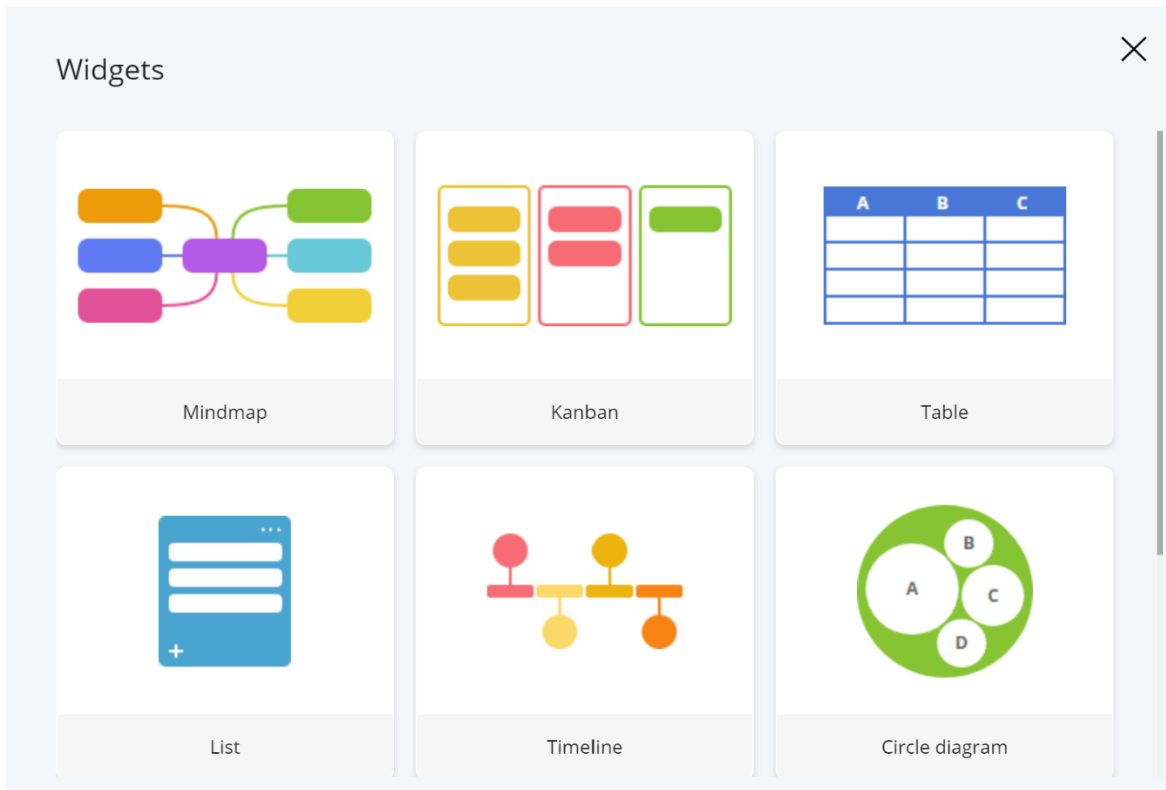 Widgets
A B C
Mindmap Kanban Table
A B C D
List Timeline Circle diagram